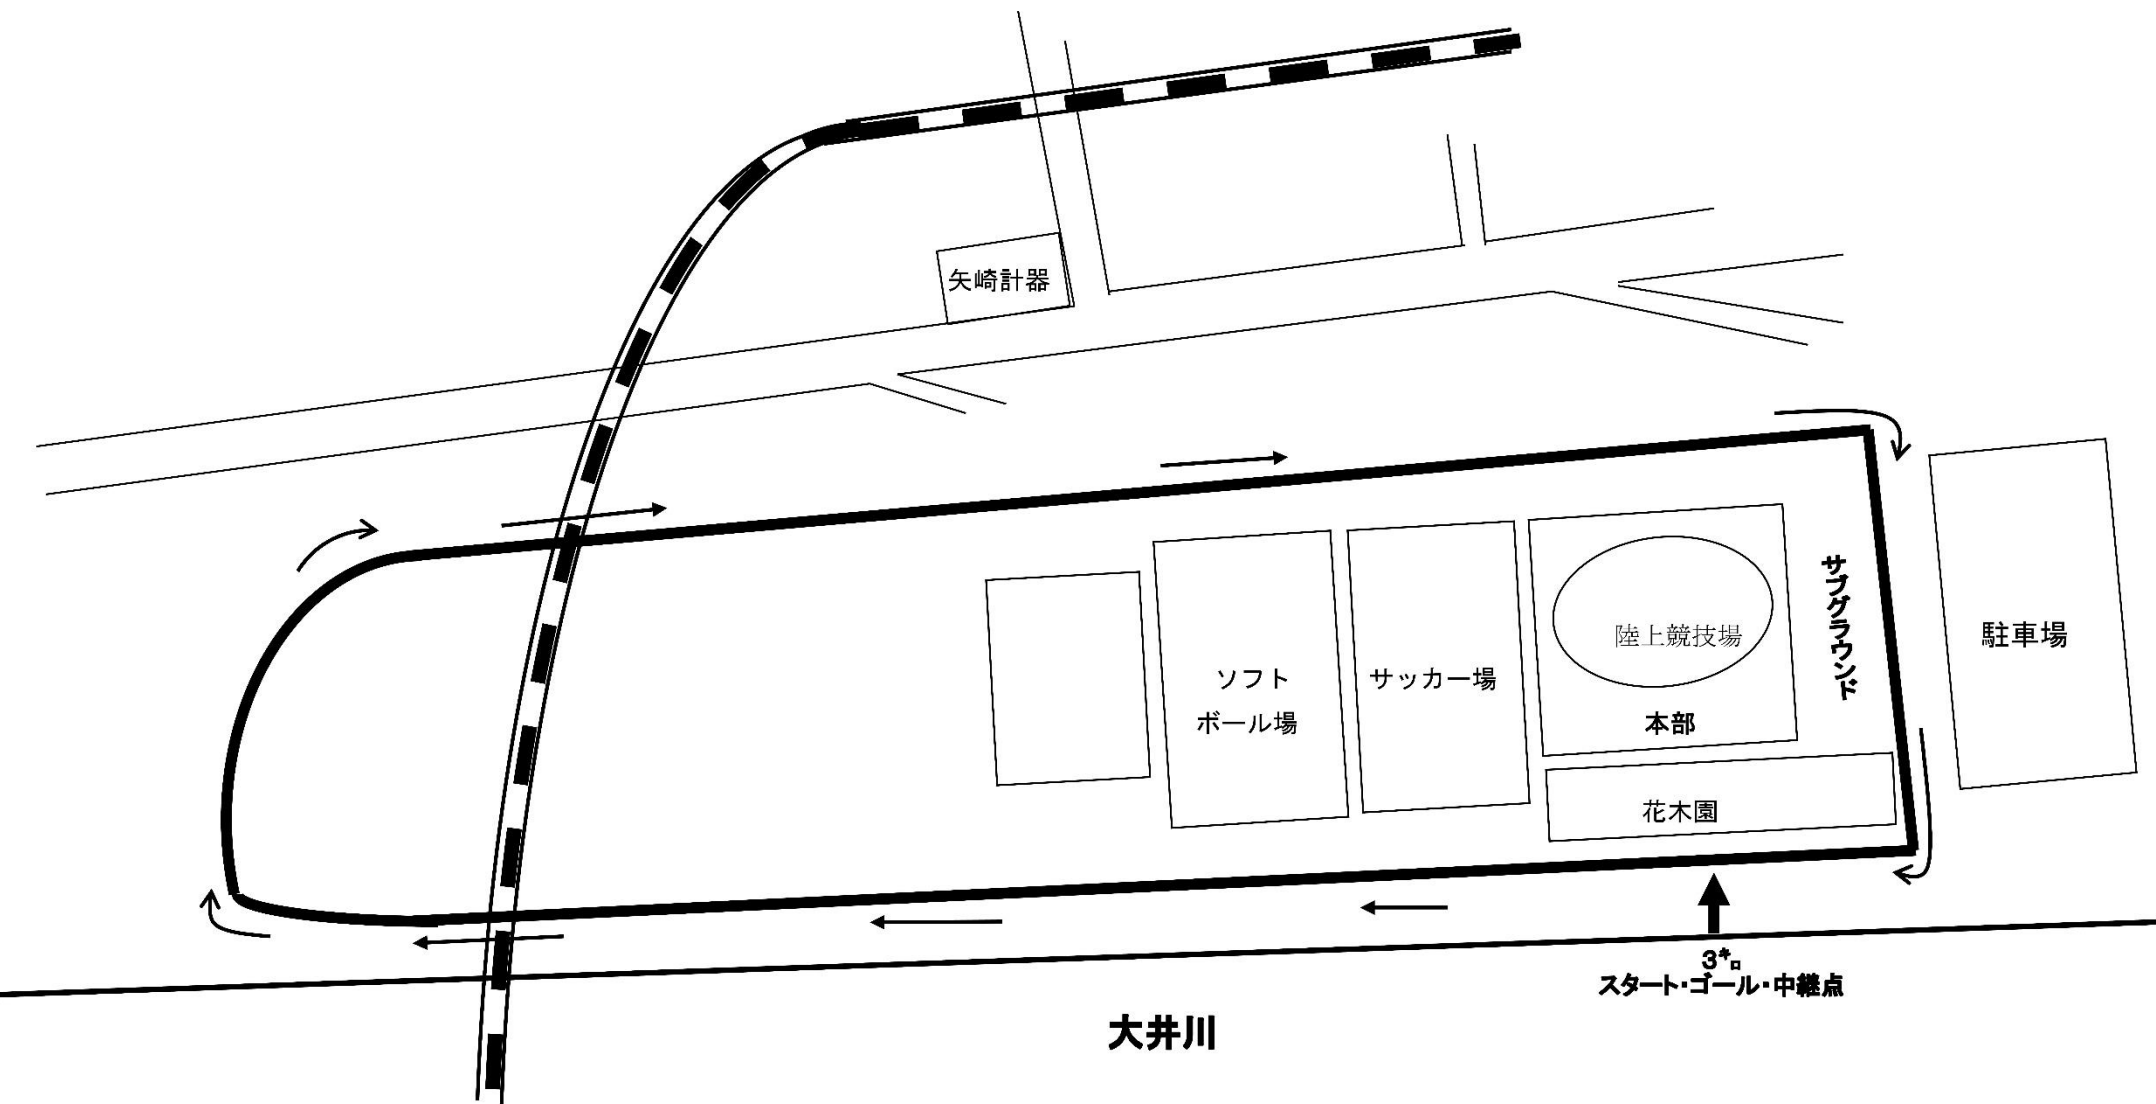 矢崎計器
サブグラウンド
駐車場
陸上競技場
ソフト
ボール場
サッカー場
本部
花木園
3㌔
スタート・ゴール・中継点
大井川